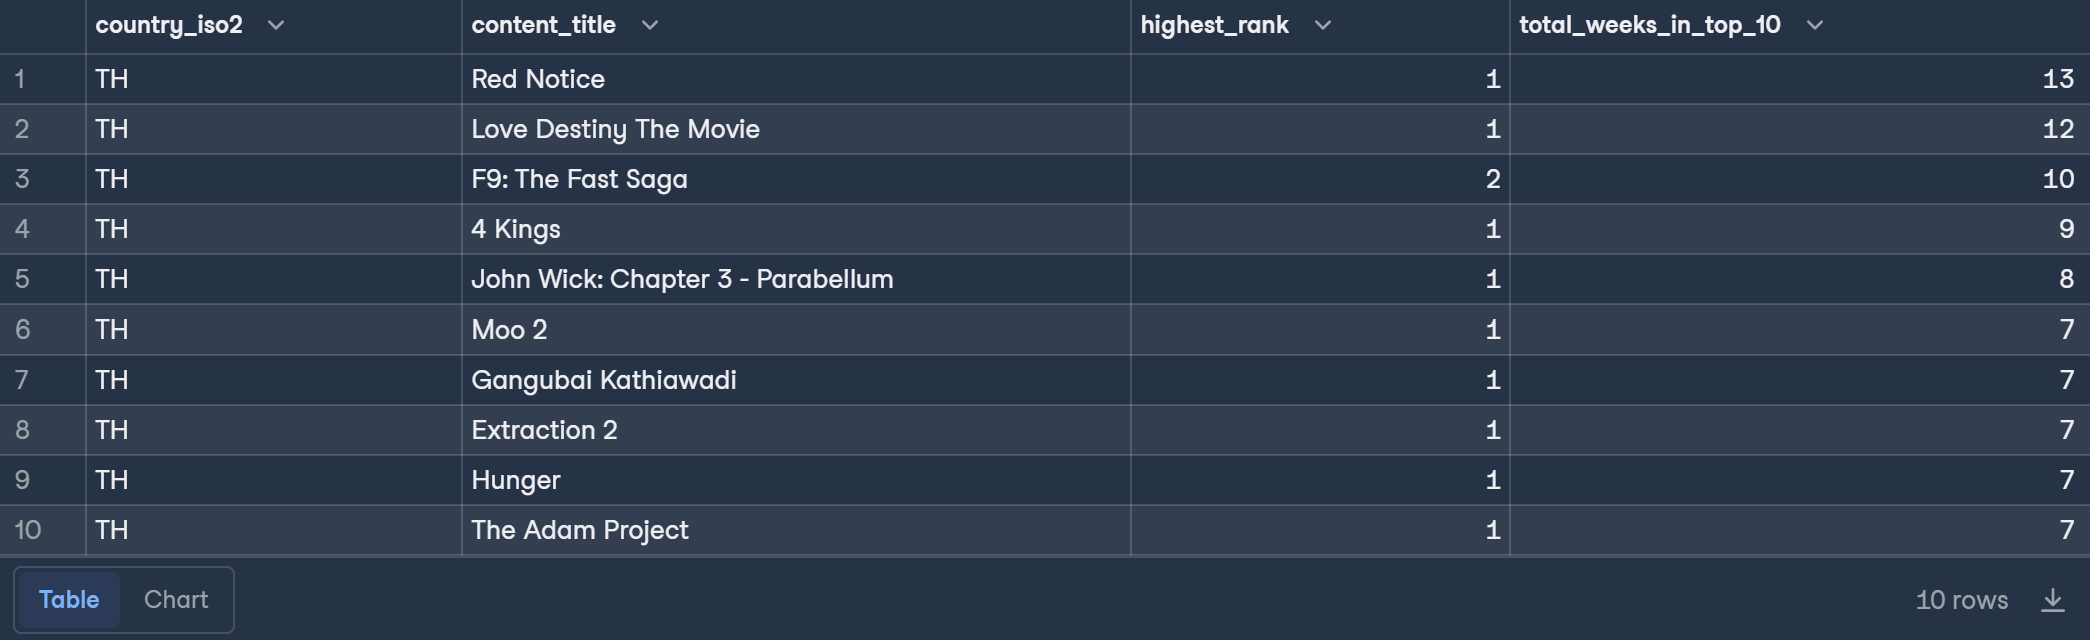 country_iso2 content_title highest_rank total_weeks_in_top_10
1 TH Red Notice 1 13
2 TH Love Destiny The Movie 1 12
3 TH F9: The Fast Saga 2 10
4 TH 4 Kings 1 9
5 TH John Wick: Chapter 3 - Parabellum 1 8
6 TH Moo 2 1 7
7 TH Gangubai Kathiawadi 1 7
8 TH Extraction 2 1 7
9 TH Hunger 1 7
10 TH The Adam Project 1 7
Table Chart 10 rows